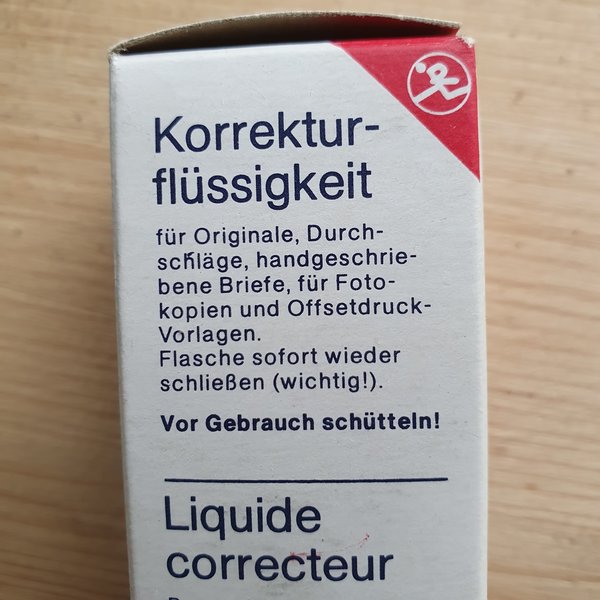 Korrektur-
flüssigkeit
für Originale, Durch-
schläge, handgeschrie-
bene Briefe, für Foto-
kopien und Offsetdruck-
Vorlagen.
Flasche sofort wieder
schließen (wichtig!).
Vor Gebrauch schütteln!
Liquide
correcteur